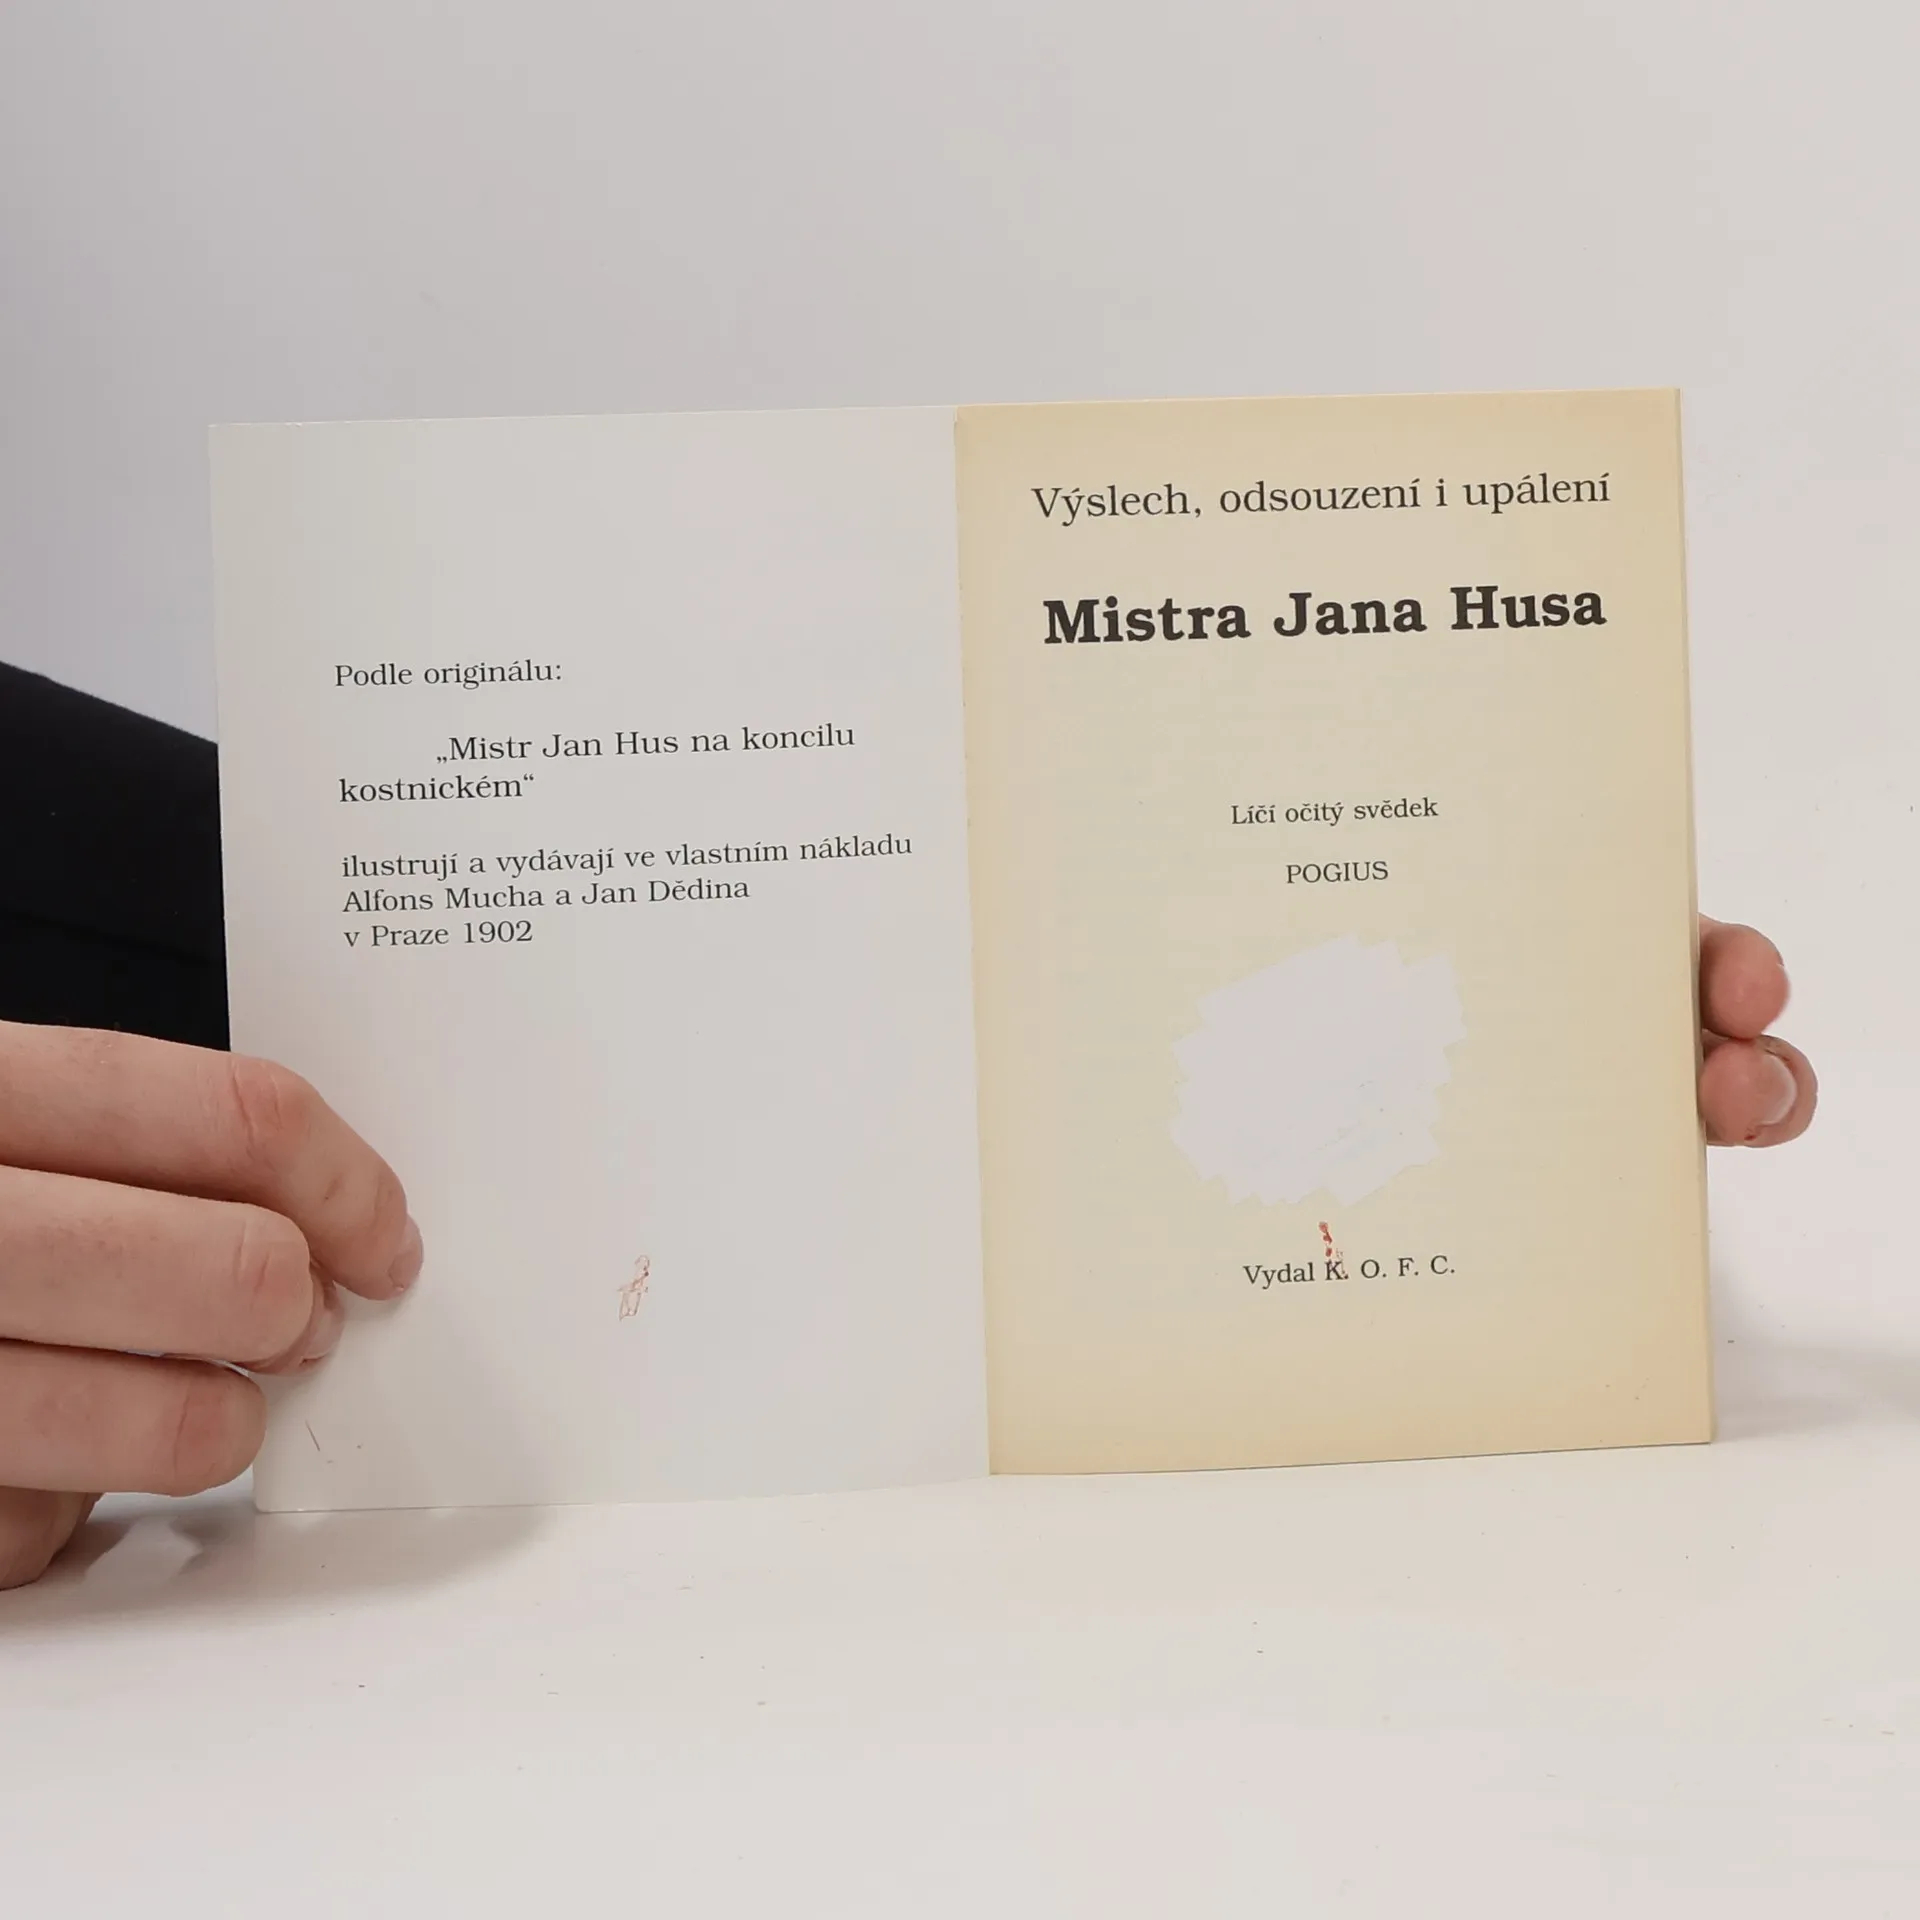 Podle originálu:
„Mistr Jan Hus na koncilu
kostnickém“
ilustrují a vydávají ve vlastním nákladu
Alfons Mucha a Jan Dědina
v Praze 1902
Výslech, odsouzení i upálení
Mistra Jana Husa
Líčí očitý svědek
POGIUS
Vydal K. O. F. C.